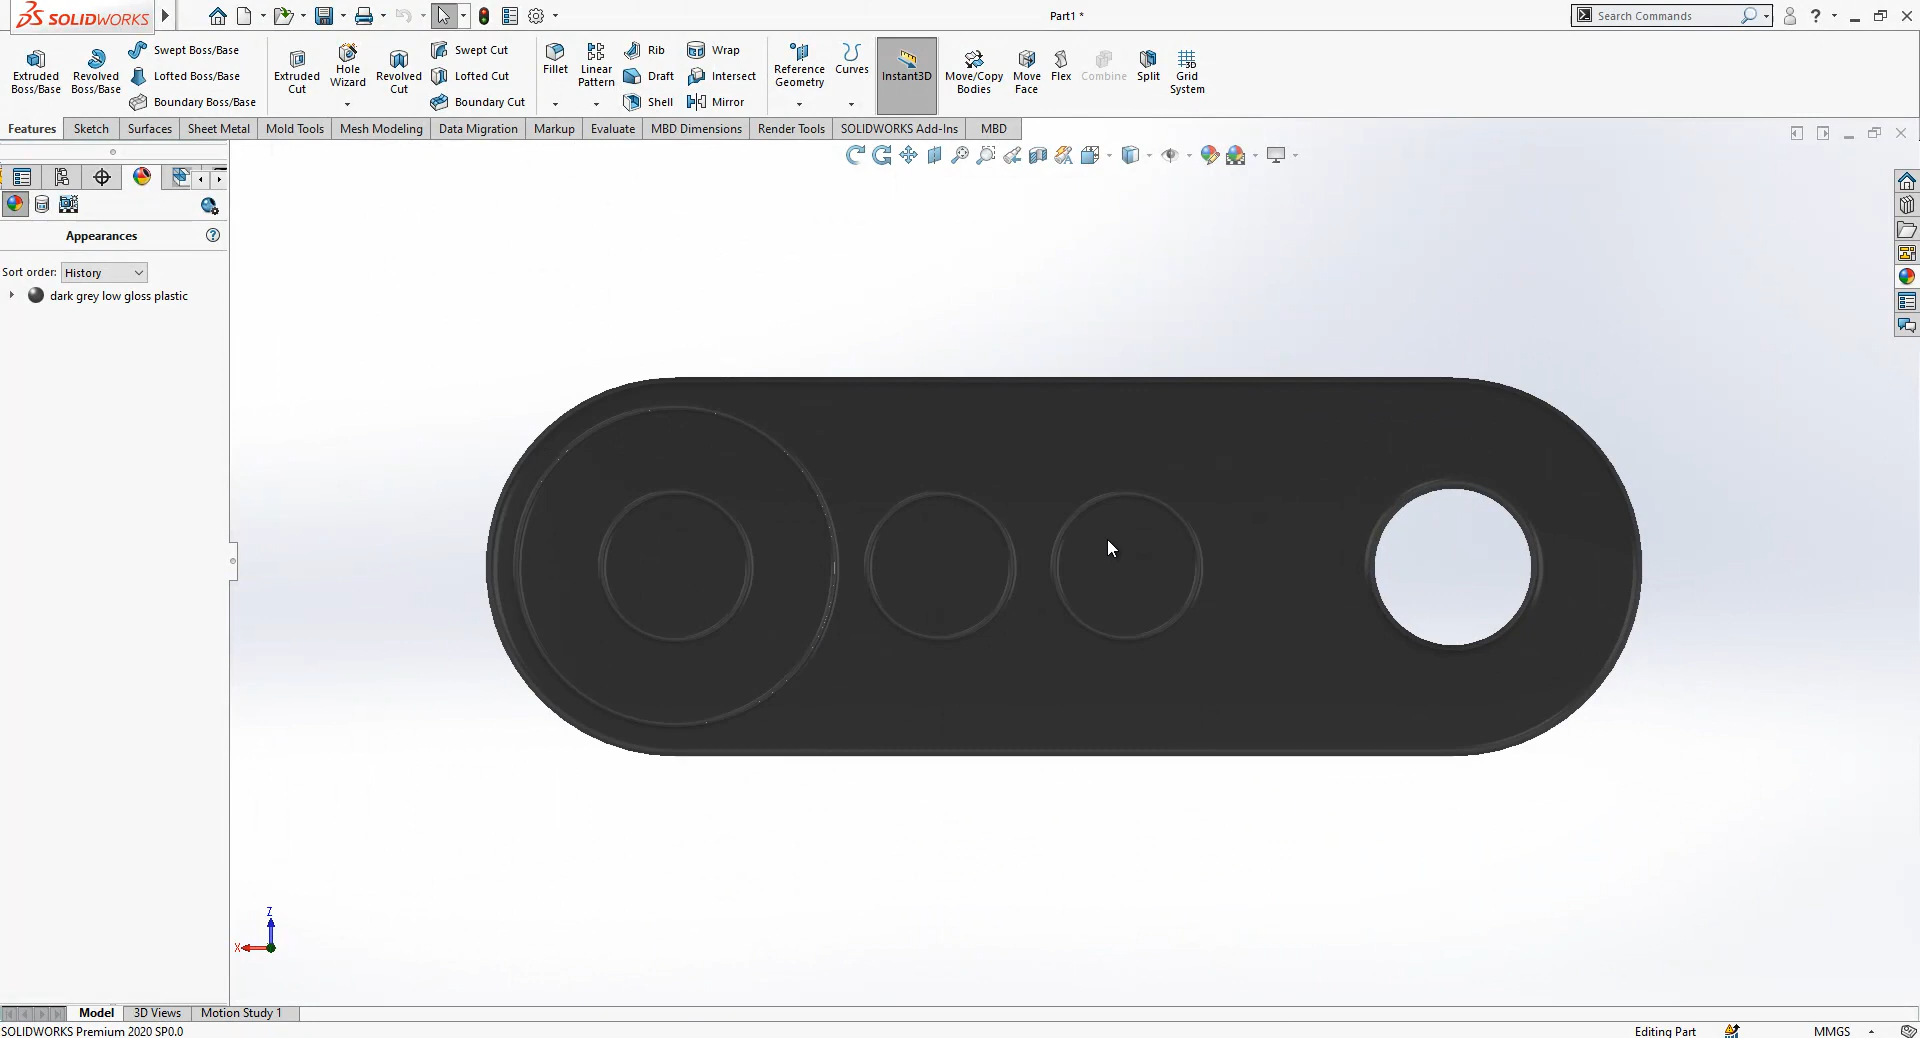 SOLIDWORKS
Part1 *
Search Commands
?
Extruded Boss/Base
Revolved Boss/Base
Swept Boss/Base
Lofted Boss/Base
Boundary Boss/Base
Extruded Cut
Hole Wizard
Revolved Cut
Swept Cut
Lofted Cut
Boundary Cut
Fillet
Linear Pattern
Rib
Draft
Shell
Wrap
Intersect
Mirror
Reference Geometry
Curves
Instant3D
Move/Copy Bodies
Move Face
Flex
Combine
Split
Grid System
Features
Sketch
Surfaces
Sheet Metal
Mold Tools
Mesh Modeling
Data Migration
Markup
Evaluate
MBD Dimensions
Render Tools
SOLIDWORKS Add-Ins
MBD
Appearances
?
Sort order: History
dark grey low gloss plastic
Z
X
Model
3D Views
Motion Study 1
SOLIDWORKS Premium 2020 SP0.0
Editing Part
MMGS